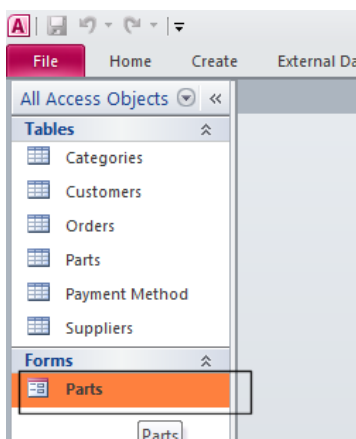 A
File Home Create External Da
All Access Objects «
Tables
Categories
Customers
Orders
Parts
Payment Method
Suppliers
Forms
Parts
Parts